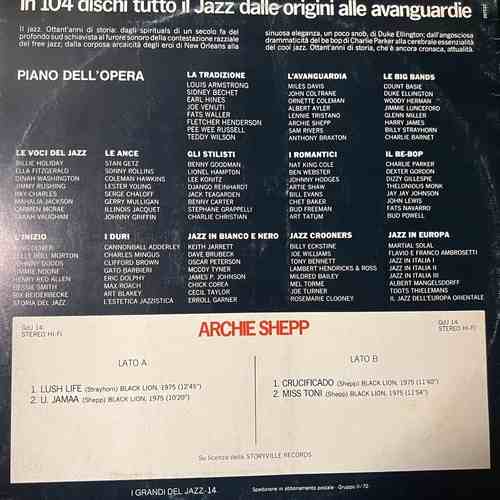 In 104 dischi tutto il Jazz dalle origini alle avanguardie
Il jazz. Ottant'anni di storia: dagli spirituals di un secolo fa del
profondo sud schiavista al furore sonoro della contestazione razziale
del free jazz; dalla corposa arcaicità degli eroi di New Orleans alla
sinuosa eleganza, un poco snob, di Duke Ellington; dall'angosciosa
drammaticità del be bop di Charlie Parker alla cerebrale essenzialità
del cool jazz. Ottant'anni di storia, che è ancora cronaca, attualità.
PIANO DELL'OPERA
LA TRADIZIONE
LOUIS ARMSTRONG
SIDNEY BECHET
EARL HINES
JOE VENUTI
FATS WALLER
FLETCHER HENDERSON
PEE WEE RUSSELL
TEDDY WILSON
L'AVANGUARDIA
MILES DAVIS
JOHN COLTRANE
ORNETTE COLEMAN
ALBERT AYLER
LENNIE TRISTANO
ARCHIE SHEPP
SAM RIVERS
ANTHONY BRAXTON
LE BIG BANDS
COUNT BASIE
DUKE ELLINGTON
WOODY HERMAN
JIMMIE LUNCEFORD
GLENN MILLER
HARRY JAMES
BILLY STRAYHORN
CHARLIE BARNET
LE VOCI DEL JAZZ
BILLIE HOLIDAY
ELLA FITZGERALD
DINAH WASHINGTON
JIMMY RUSHING
RAY CHARLES
MAHALIA JACKSON
CARMEN MCRAE
SARAH VAUGHAN
LE ANCE
STAN GETZ
SONNY ROLLINS
COLEMAN HAWKINS
LESTER YOUNG
SERGE CHALOFF
GERRY MULLIGAN
ILLINOIS JACQUET
JOHNNY GRIFFIN
GLI STILISTI
BENNY GOODMAN
LIONEL HAMPTON
LEE KONITZ
DJANGO REINHARDT
JACK TEAGARDEN
BENNY CARTER
STEPHANE GRAPPELLI
CHARLIE CHRISTIAN
I ROMANTICI
NAT KING COLE
BEN WEBSTER
JOHNNY HODGES
ARTIE SHAW
BILL EVANS
CHET BAKER
BUD FREEMAN
ART TATUM
IL RE-BOP
CHARLIE PARKER
DEXTER GORDON
DIZZY GILLESPIE
THELONIOUS MONK
JAY JAY JOHNSON
JOHN LEWIS
FATS NAVARRO
BUD POWELL
L'INIZIO
KING OLIVER
JELLY ROLL MORTON
JOHNNY DODDS
JIMMIE NOONE
HENRY RED ALLEN
BESSIE SMITH
BIX BEIDERBECKE
STORIA DEL JAZZ
I DURI
CANNONBALL ADDERLEY
CHARLES MINGUS
CLIFFORD BROWN
GATO BARBIERI
ERIC DOLPHY
MAX ROACH
ART BLAKEY
L'ESTETICA JAZZISTICA
JAZZ IN BIANCO E NERO
KEITH JARRETT
DAVE BRUBECK
OSCAR PETERSON
MCCOY TYNER
JAMES P. JOHNSON
CHICK COREA
CECIL TAYLOR
ERROLL GARNER
JAZZ CROONERS
BILLY ECKSTINE
JOE WILLIAMS
TONY BENNETT
LAMBERT HENDRICKS & ROSS
MILDRED BAILEY
MEL TORME
JOE TURNER
ROSEMARIE CLOONEY
JAZZ IN EUROPA
MARTIAL SOLAL
FLAVIO E FRANCO AMBROSETTI
JAZZ IN ITALIA I
JAZZ IN ITALIA II
JAZZ IN ITALIA III
ALBERT MANGELSDORFF
TOOTS THIELEMANS
IL JAZZ DELL'EUROPA ORIENTALE
GdJ 14
STEREO Hi-Fi
ARCHIE SHEPP
GdJ 14
STEREO Hi-Fi
LATO A
1. LUSH LIFE (Strayhorn) BLACK LION, 1975 (12'45")
2. U. JAMAA (Shepp) BLACK LION, 1975 (10'20")
LATO B
1. CRUCIFICADO (Shepp) BLACK LION, 1975 (11'40")
2. MISS TONI (Shepp) BLACK LION, 1975 (11'54")
Su licenza della STORYVILLE RECORDS
I GRANDI DEL JAZZ-14
Spedizione in abbonamento postale - Gruppo II/70